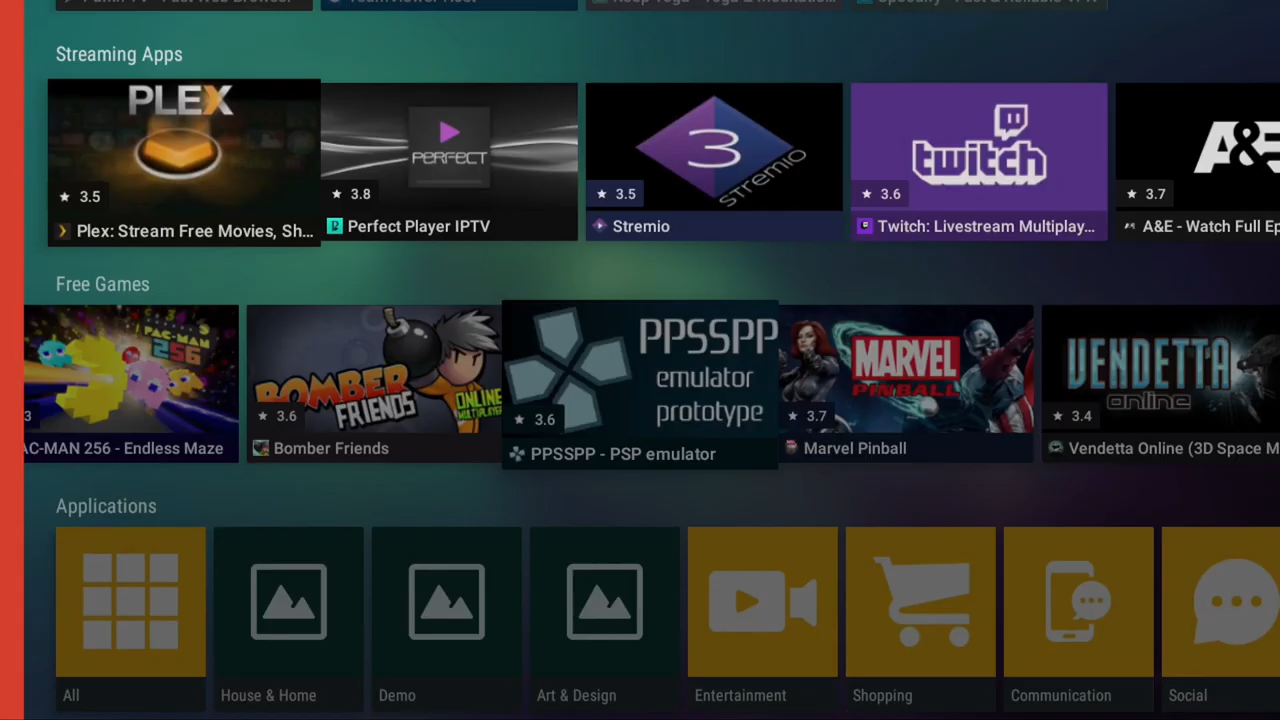 Streaming Apps
PLEX
PERFECT
3
STREMIO
twitch
A&E
3.5
3.8
3.5
3.6
3.7
Plex: Stream Free Movies, Sh...
Perfect Player IPTV
Stremio
Twitch: Livestream Multiplay...
A&E - Watch Full Ep
Free Games
PAC-MAN
256
BOMBER
FRIENDS
ONLINE
MULTIPLAYER
PPSSPP
emulator
prototype
MARVEL
PINBALL
VENDETTA
online
3
3.6
3.6
3.7
3.4
AC-MAN 256 - Endless Maze
Bomber Friends
PPSSPP - PSP emulator
Marvel Pinball
Vendetta Online (3D Space M
Applications
All
House & Home
Demo
Art & Design
Entertainment
Shopping
Communication
Social